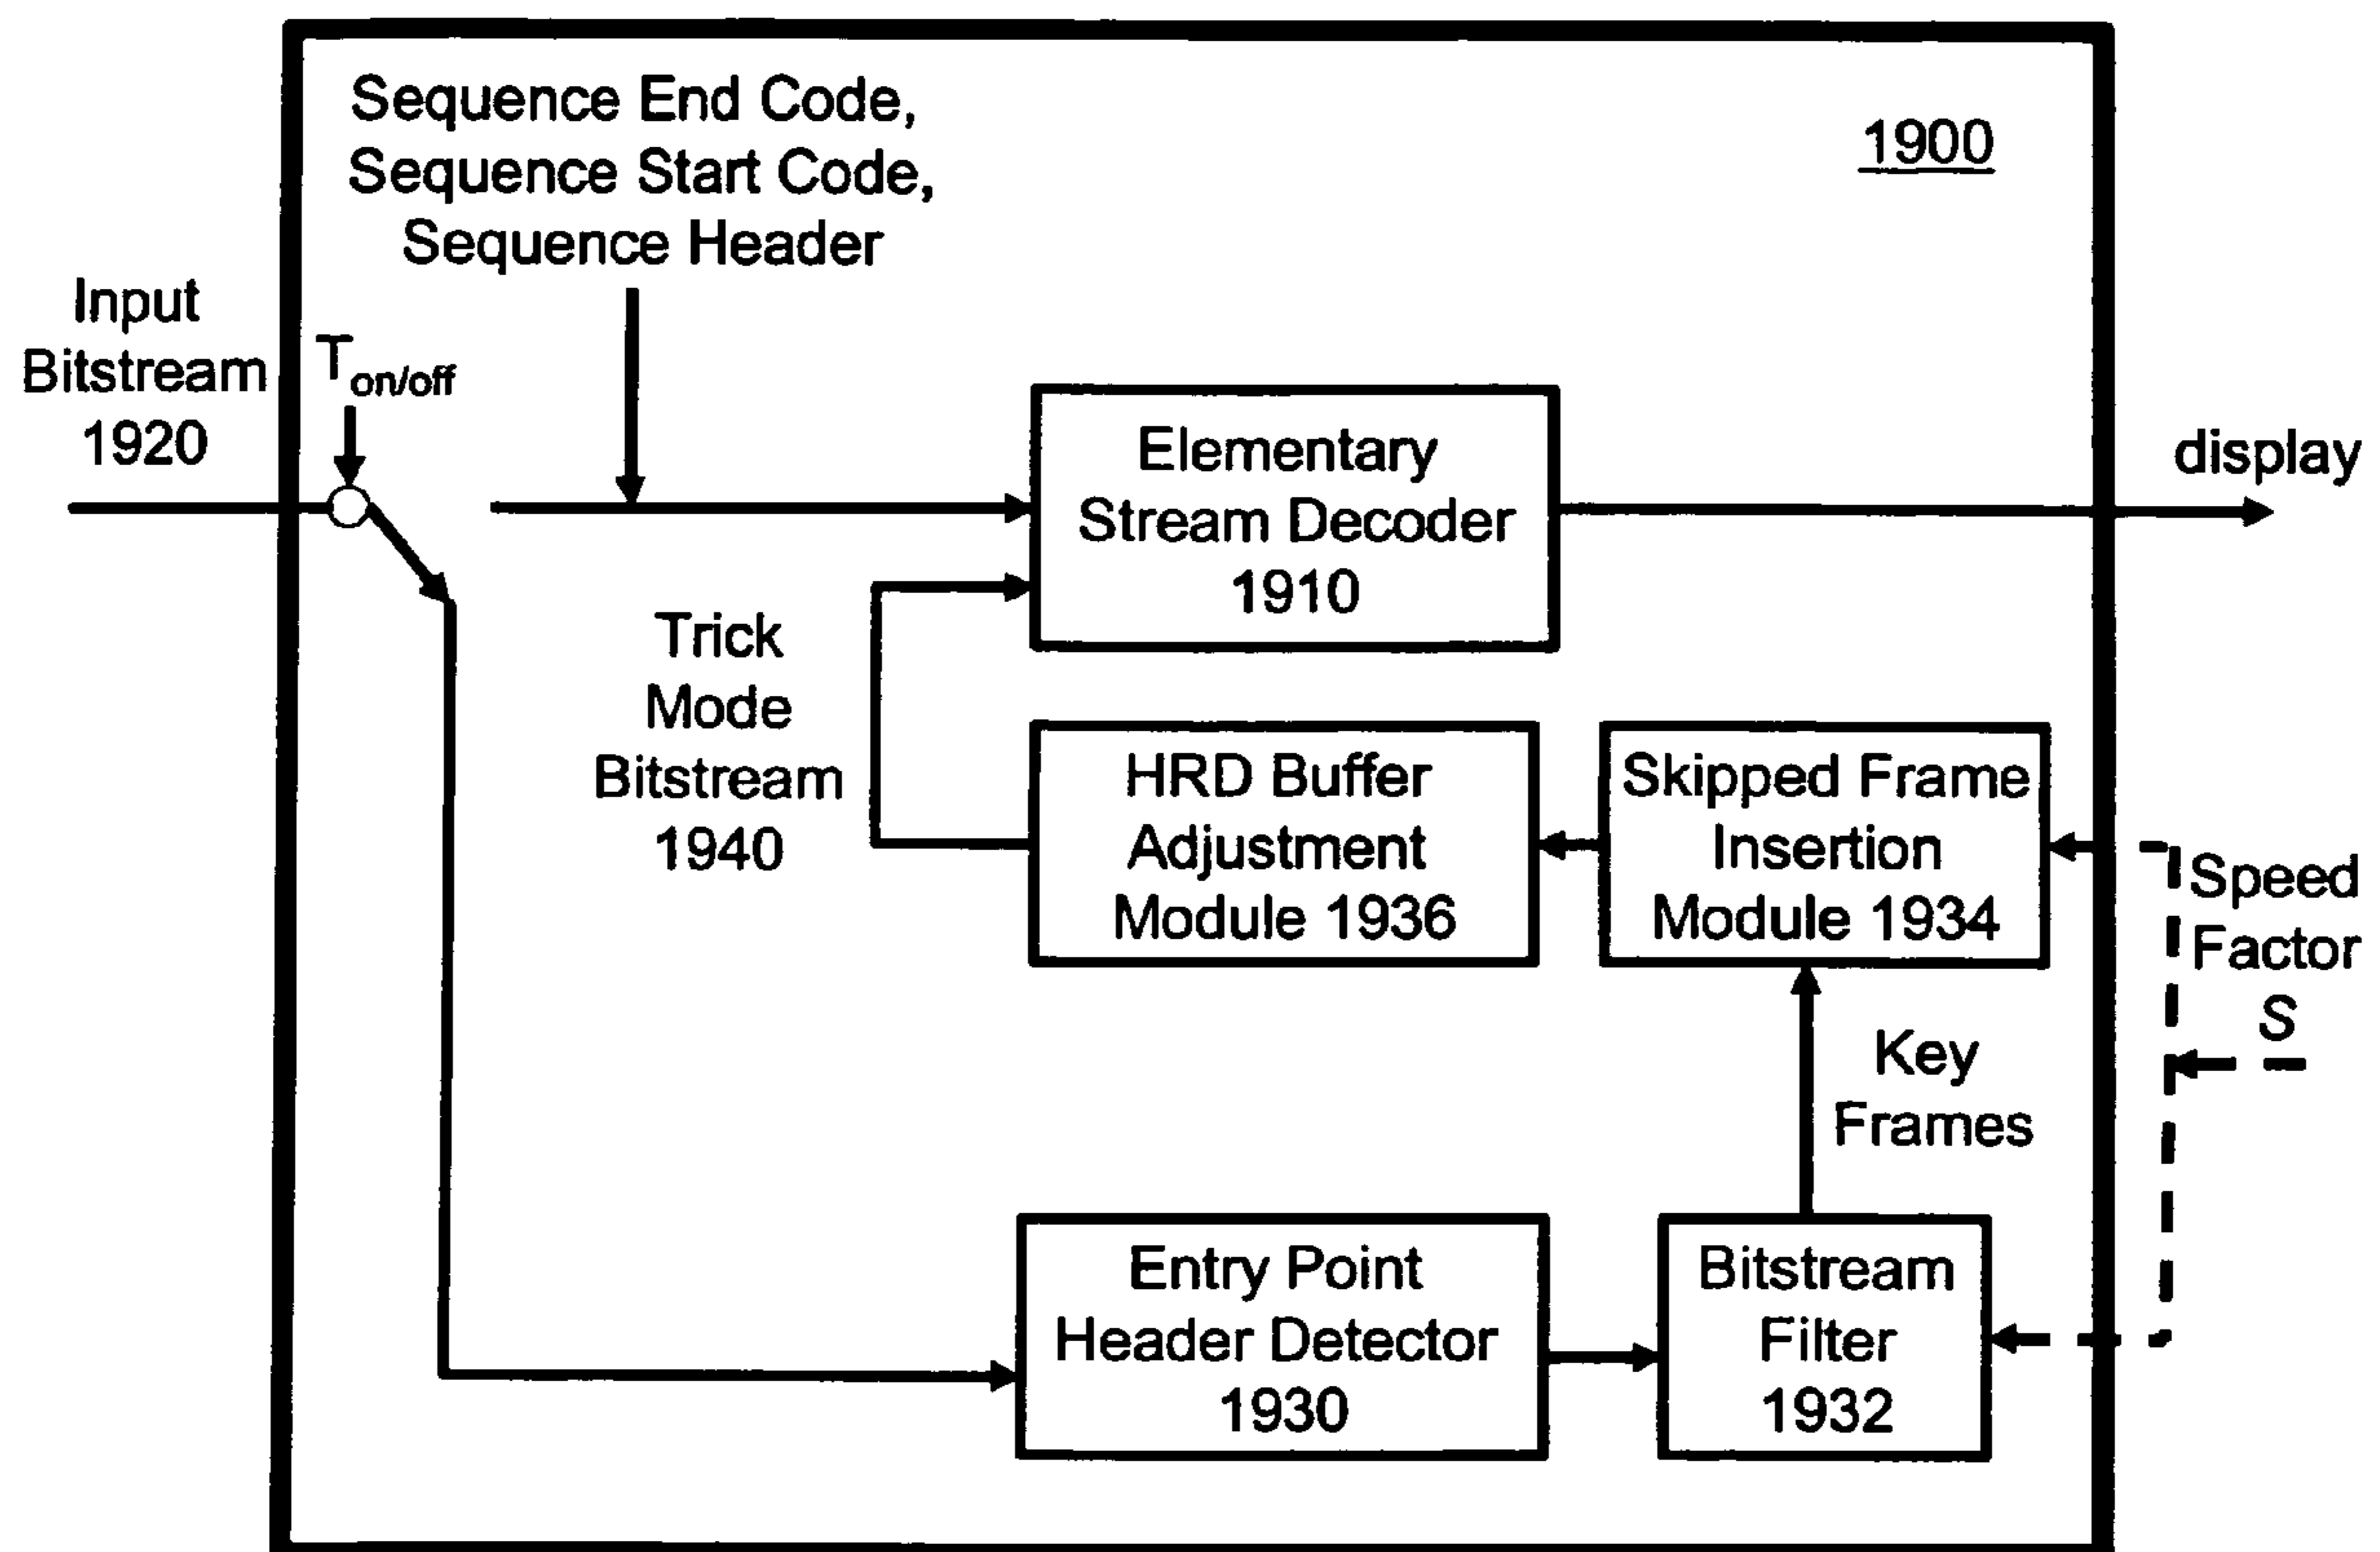 Sequence End Code,
Sequence Start Code,
Sequence Header
1900
Input
Bitstream
1920
Ton/off
Elementary
Stream Decoder
1910
display
Trick
Mode
Bitstream
1940
HRD Buffer
Adjustment
Module 1936
Skipped Frame
Insertion
Module 1934
Speed
Factor
S
Key
Frames
Entry Point
Header Detector
1930
Bitstream
Filter
1932